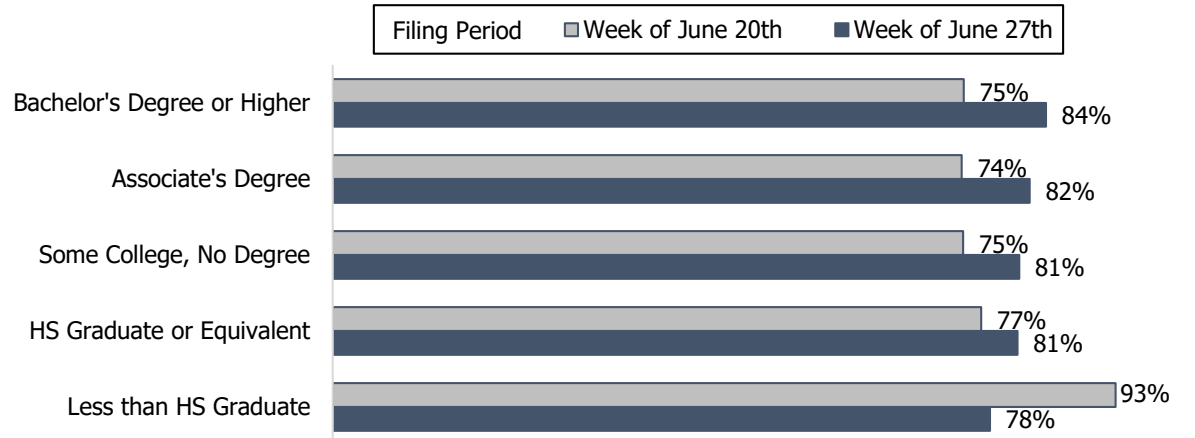 Filing Period Week of June 20th Week of June 27th
Bachelor's Degree or Higher
75%
84%
Associate's Degree
74%
82%
Some College, No Degree
75%
81%
HS Graduate or Equivalent
77%
81%
Less than HS Graduate
93%
78%